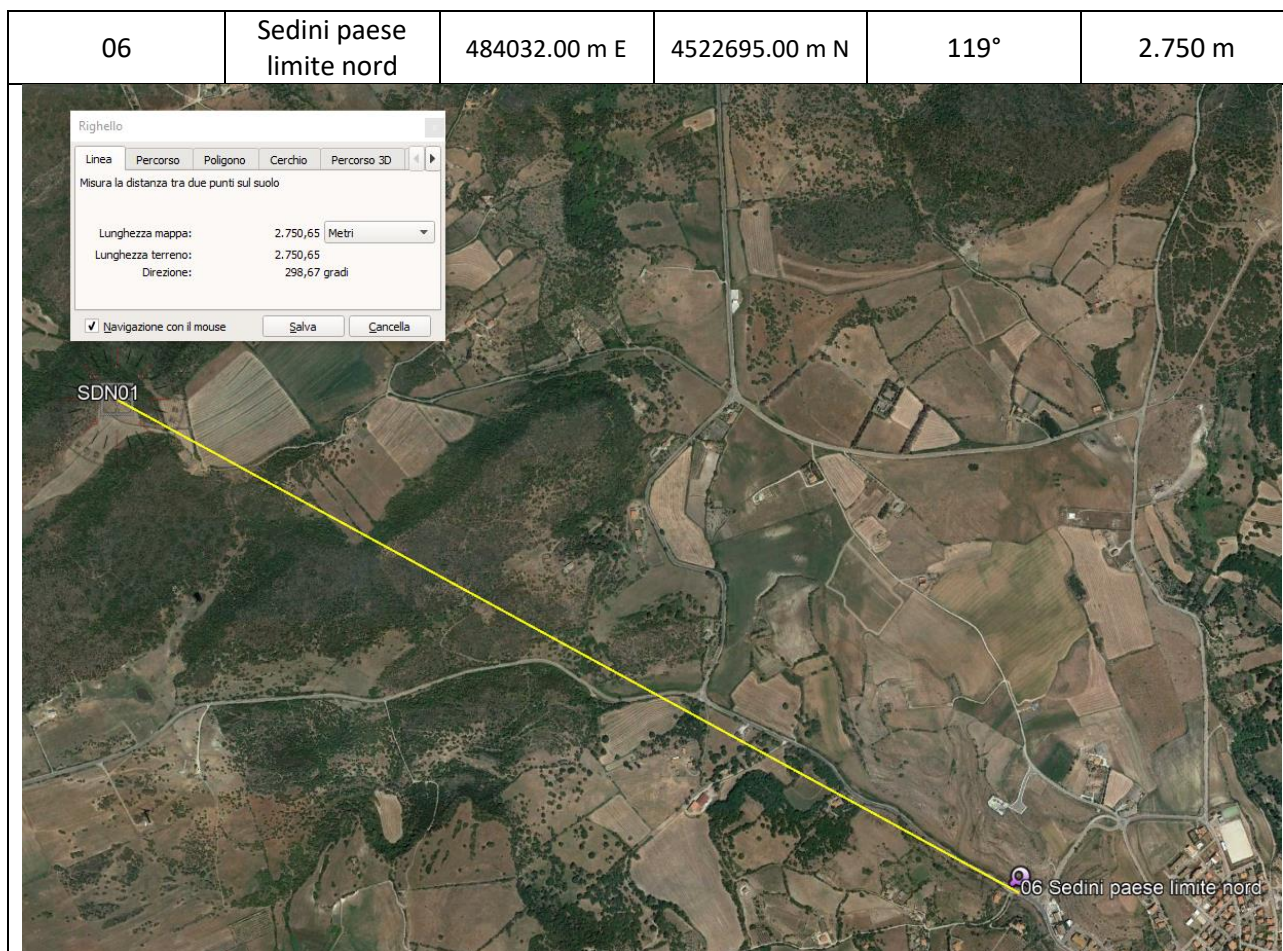 06
Sedini paese
limite nord
484032.00 m E
4522695.00 m N
119°
2.750 m
Righello
Linea Percorso Poligono Cerchio Percorso 3D
Misura la distanza tra due punti sul suolo
Lunghezza mappa: 2.750,65 Metri
Lunghezza terreno: 2.750,65
Direzione: 298,67 gradi
Navigazione con il mouse Salva Cancella
SDN01
06 Sedini paese limite nord